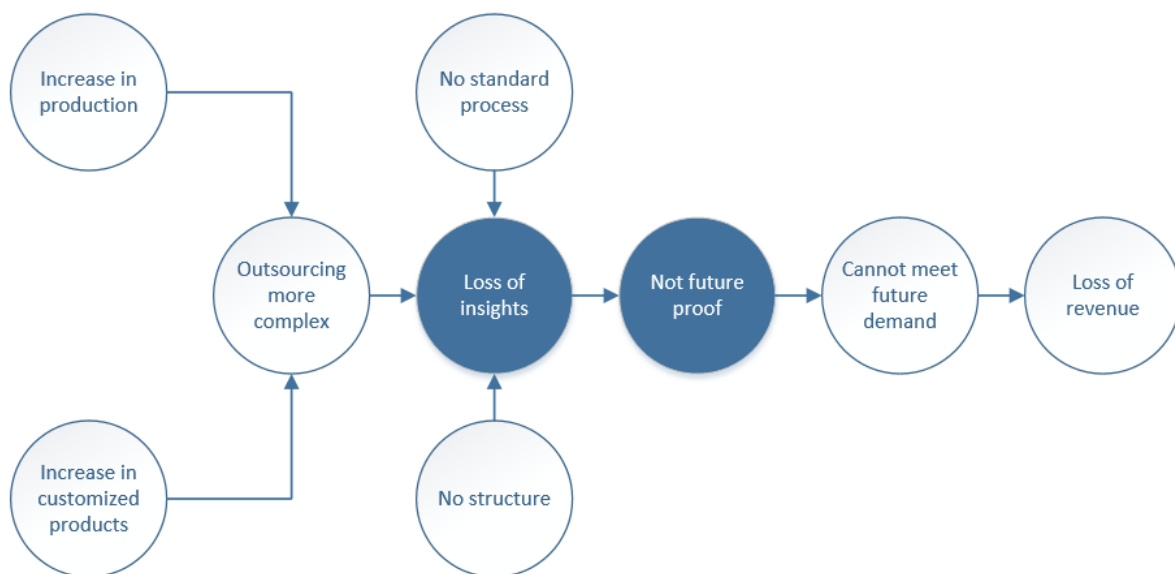 Increase in
production
No standard
process
Outsourcing
more
complex
Loss of
insights
Not future
proof
Cannot meet
future
demand
Loss of
revenue
Increase in
customized
products
No structure